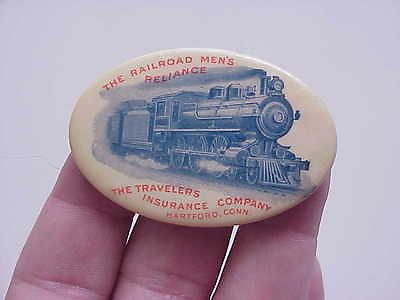 THE RAILROAD MEN'S
RELIANCE
THE TRAVELERS
INSURANCE COMPANY
HARTFORD, CONN.